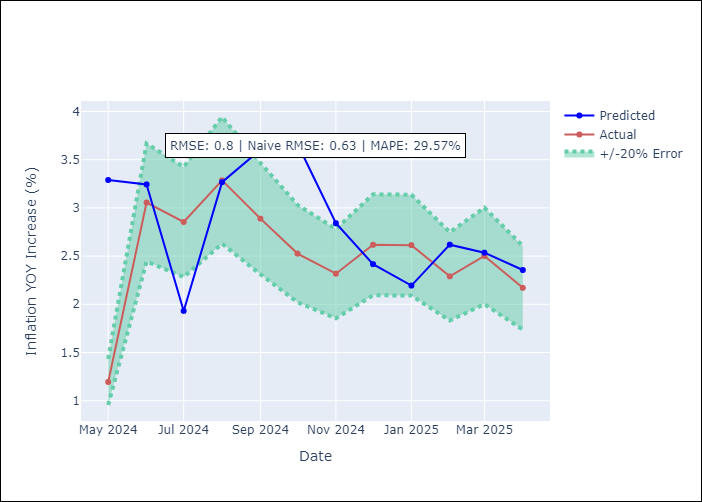 RMSE: 0.8 | Naive RMSE: 0.63 | MAPE: 29.57%
Predicted
Actual
+/-20% Error
Inflation YOY Increase (%)
4
3.5
3
2.5
2
1.5
1
May 2024
Jul 2024
Sep 2024
Nov 2024
Jan 2025
Mar 2025
Date